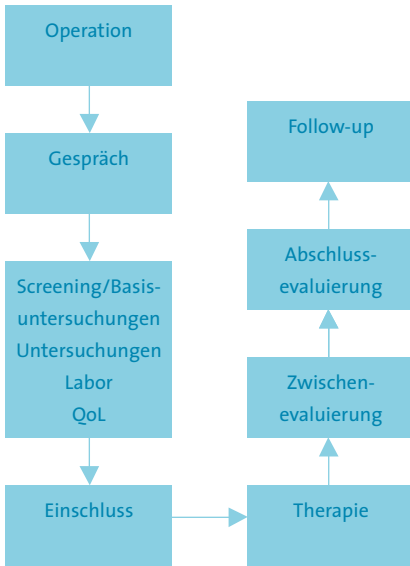 Operation
Gespräch
Screening/Basis-
untersuchungen
Untersuchungen
Labor
QoL
Einschluss
Therapie
Zwischen-
evaluierung
Abschluss-
evaluierung
Follow-up